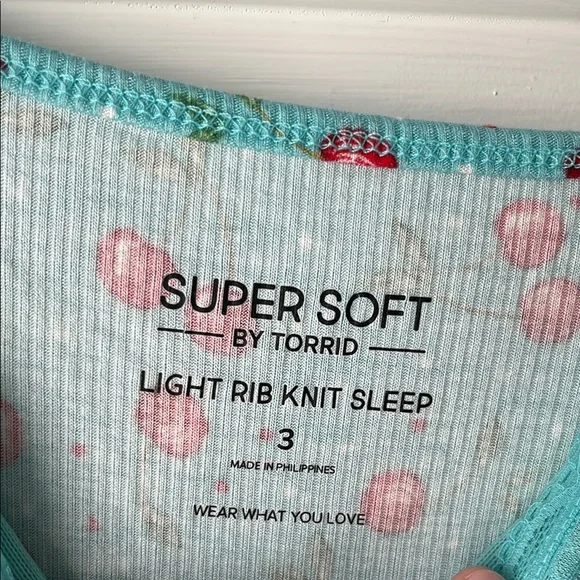 SUPER SOFT
BY TORRID
LIGHT RIB KNIT SLEEP
3
MADE IN PHILIPPINES
WEAR WHAT YOU LOVE